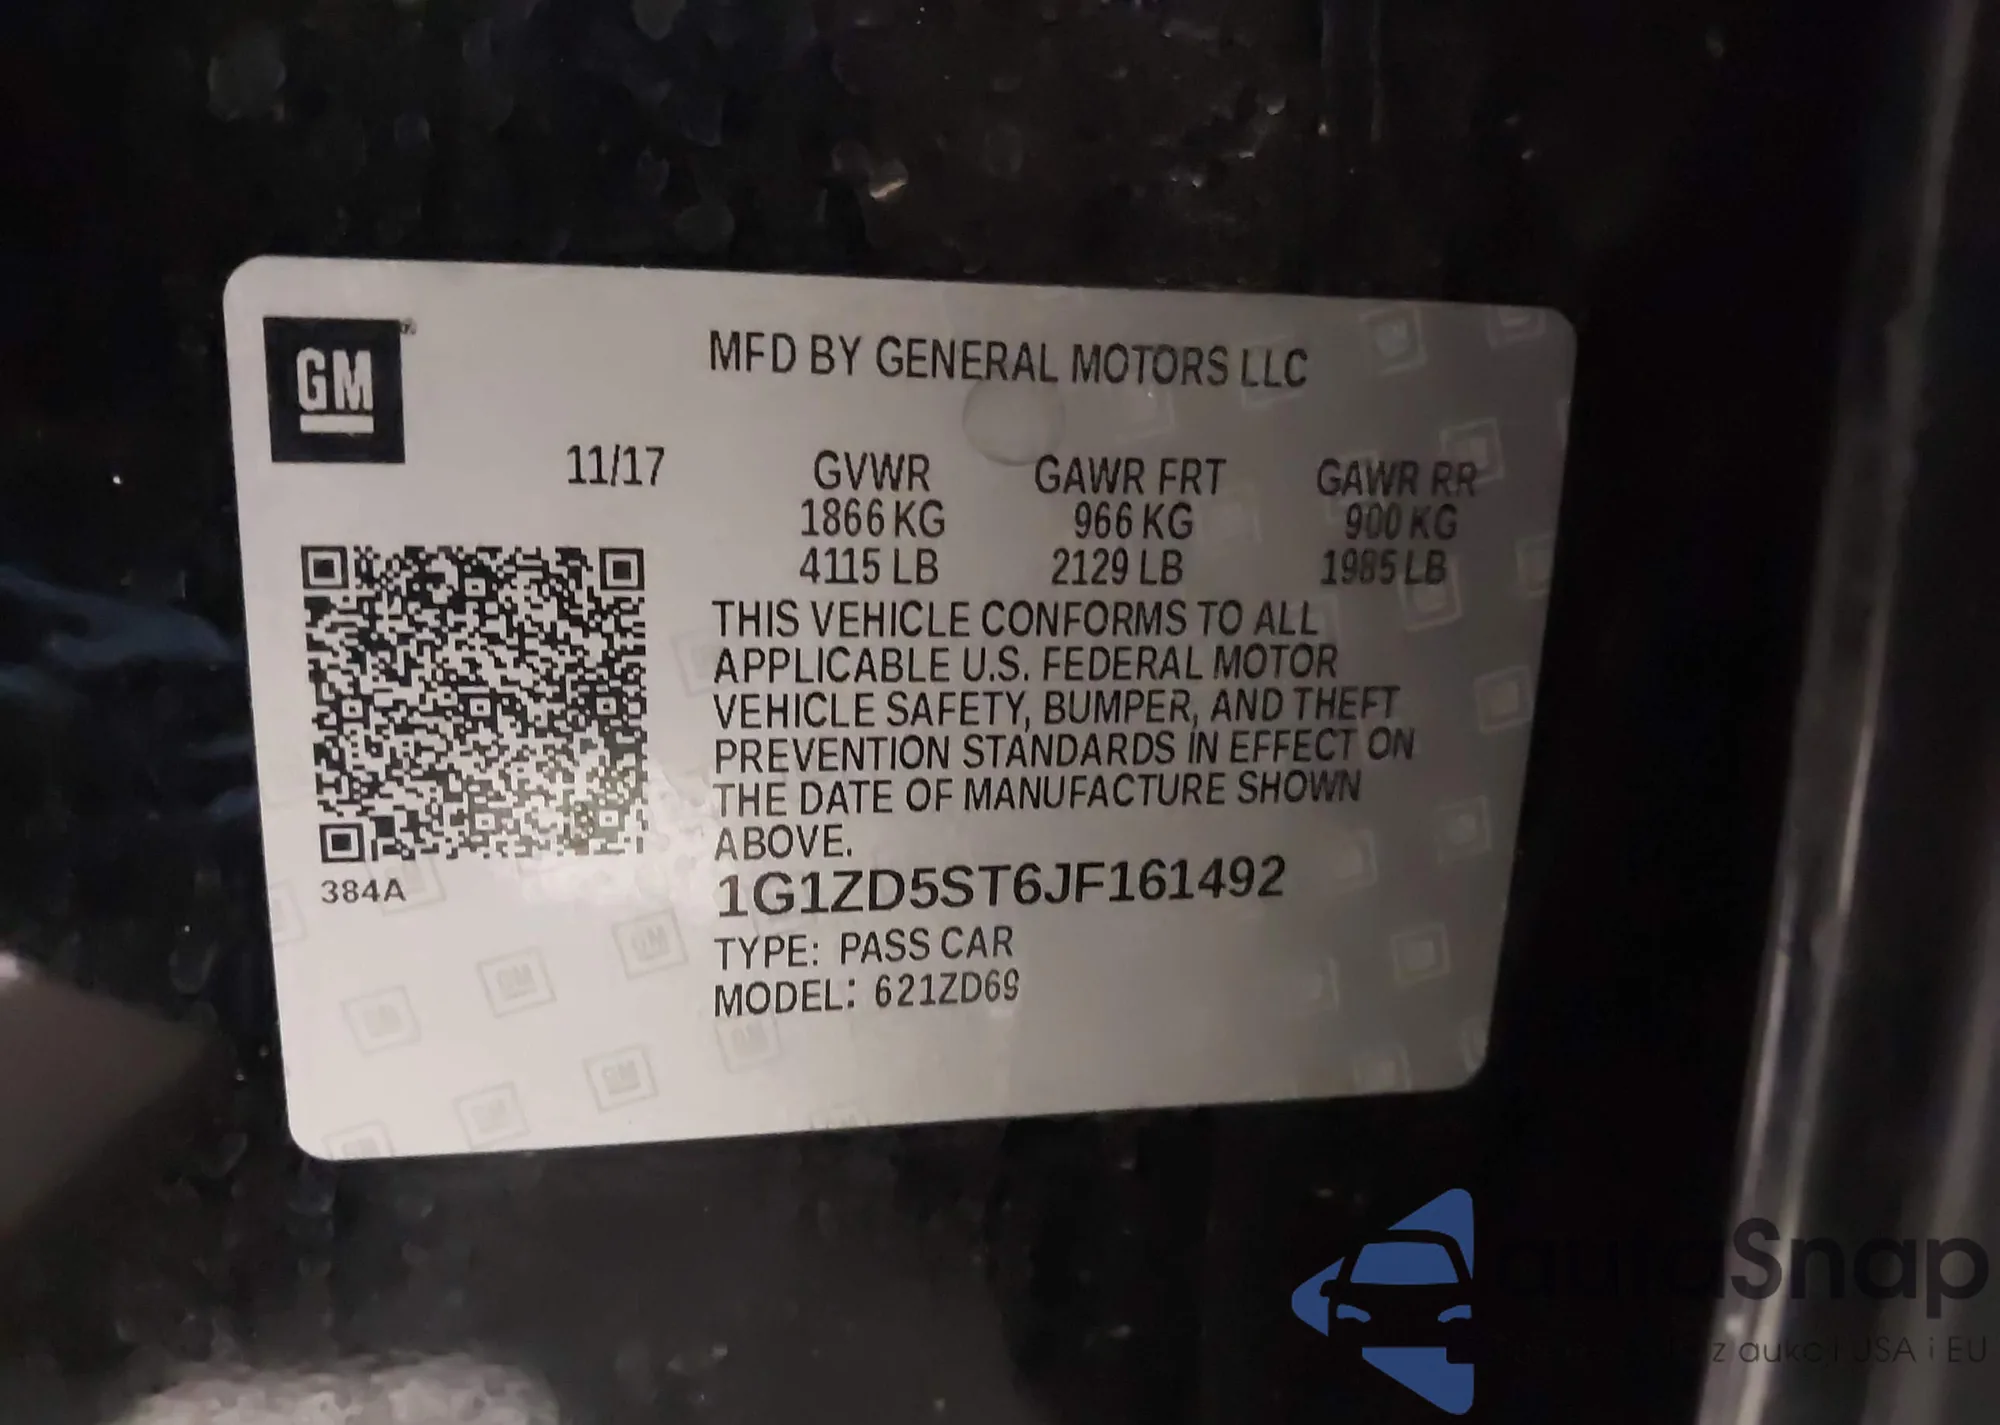 GM
MFD BY GENERAL MOTORS LLC
11/17
GVWR GAWR FRT GAWR RR
1866 KG 966 KG 900 KG
4115 LB 2129 LB 1985 LB
THIS VEHICLE CONFORMS TO ALL
APPLICABLE U.S. FEDERAL MOTOR
VEHICLE SAFETY, BUMPER, AND THEFT
PREVENTION STANDARDS IN EFFECT ON
THE DATE OF MANUFACTURE SHOWN
ABOVE.
384A
1G1ZD5ST6JF161492
TYPE: PASS CAR
MODEL: 621ZD69
autoSnap
z aukcji USA i EU